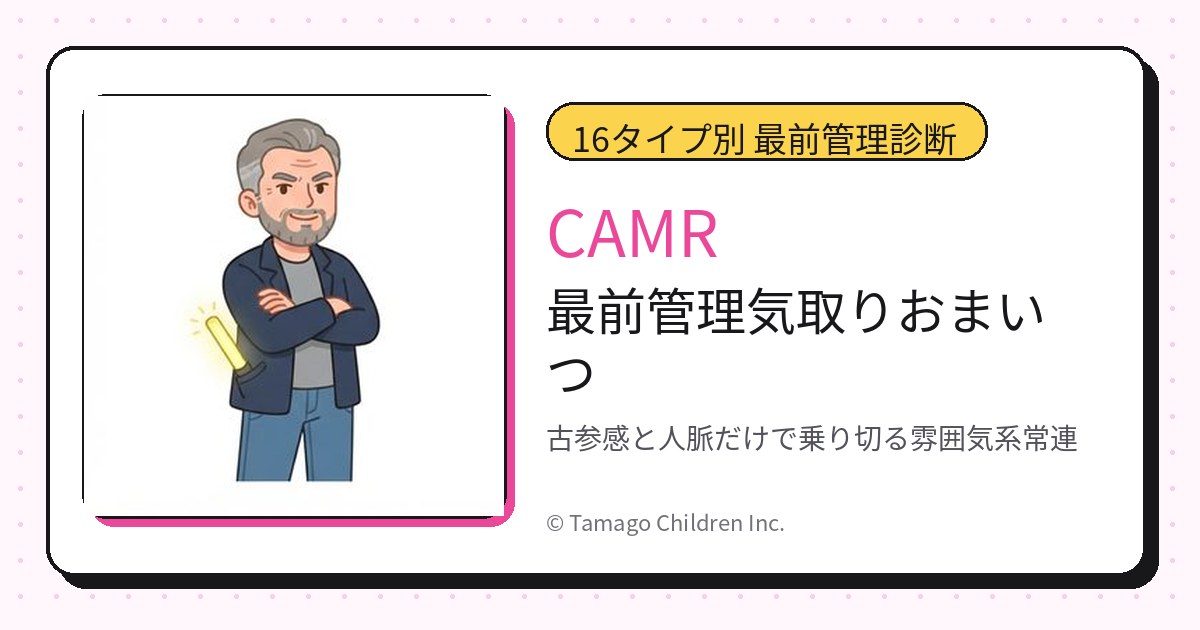 16タイプ別 最前管理診断
CAMR
最前管理気取りおまい
つ
古参感と人脈だけで乗り切る雰囲気系常連
© Tamago Children Inc.